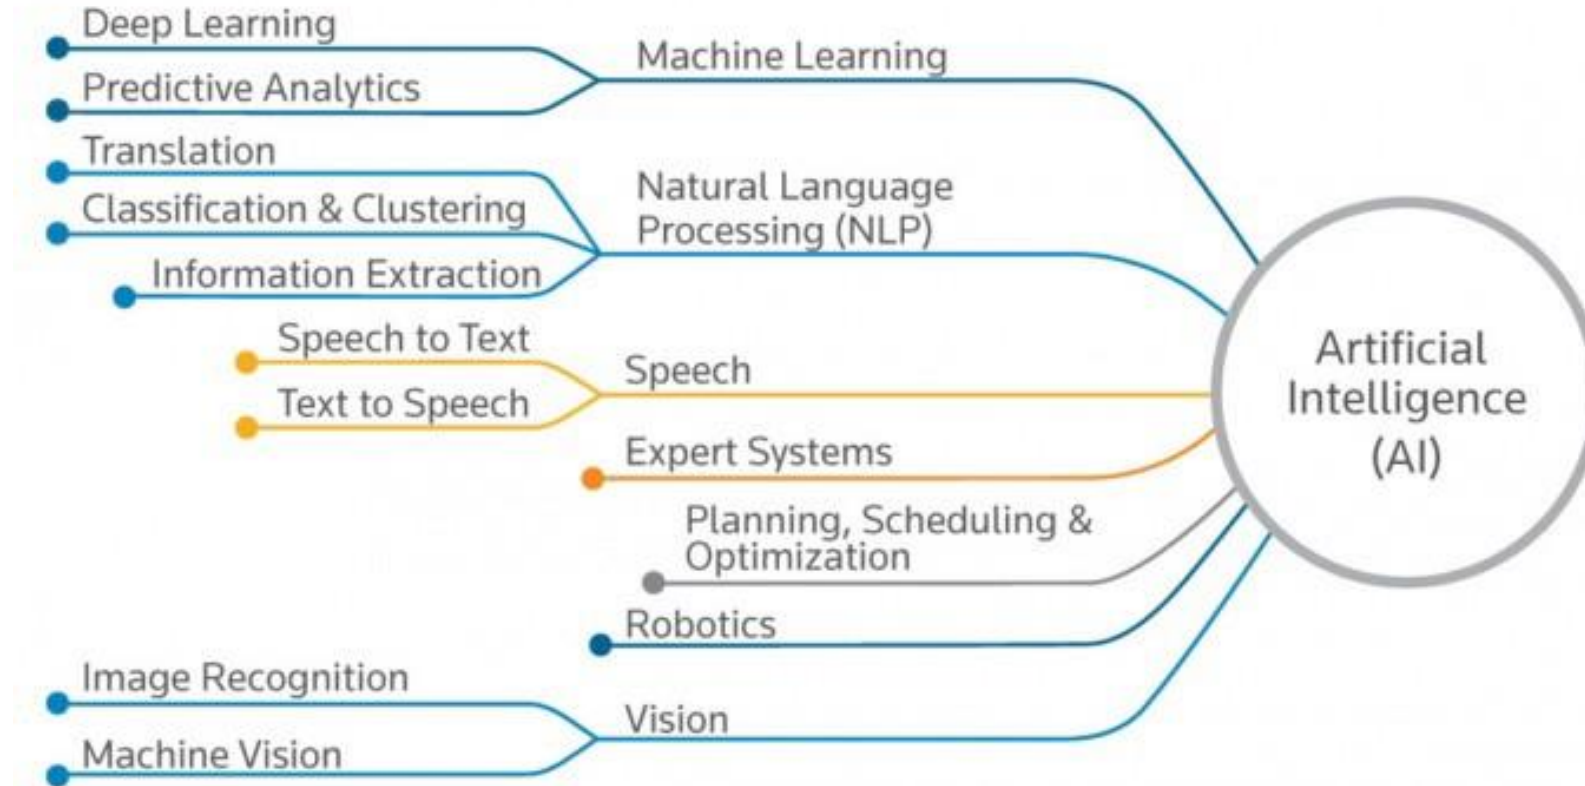 Deep Learning
Machine Learning
Predictive Analytics
Translation
Natural Language
Processing (NLP)
Classification & Clustering
Information Extraction
Speech to Text
Speech
Text to Speech
Expert Systems
Planning, Scheduling &
Optimization
Robotics
Image Recognition
Vision
Machine Vision
Artificial
Intelligence
(AI)